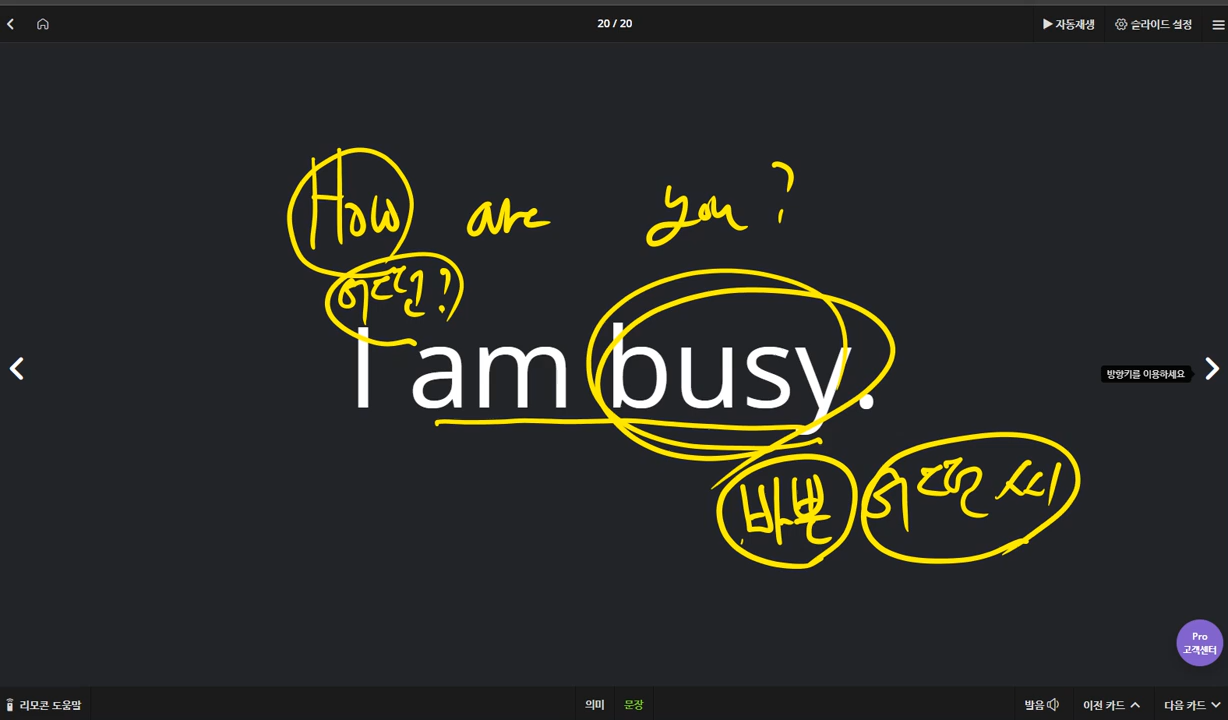 20 / 20
▶자동재생
슬라이드 설정
How are you?
어떤?
I am busy.
방향키를 이용하세요
바쁜
어떤 씨
Pro
고객센터
리모콘 도움말
의미
문장
발음
이전 카드
다음 카드